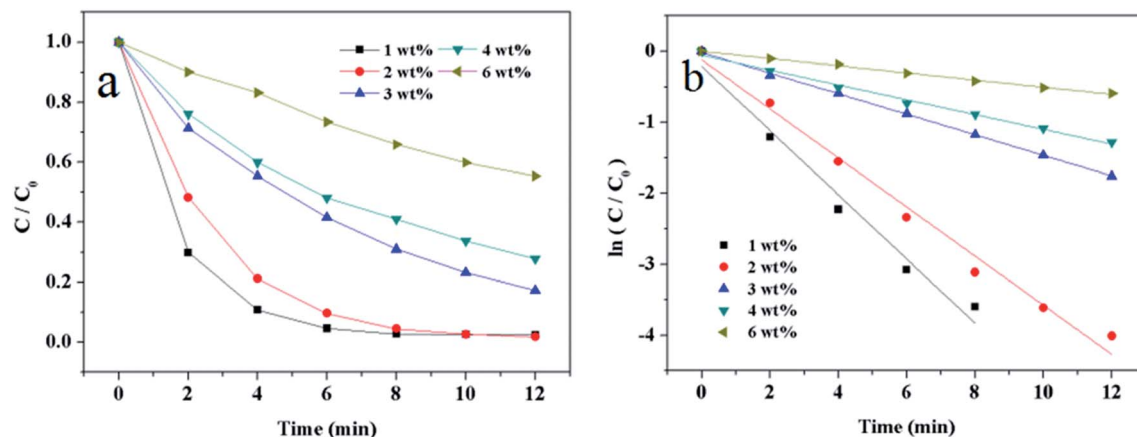 a
1.0
0.8
0.6
0.4
0.2
0.0
C / C₀
1 wt% 4 wt%
2 wt% 6 wt%
3 wt%
0 2 4 6 8 10 12
Time (min)
b
0
-1
-2
-3
-4
ln ( C / C₀ )
1 wt%
2 wt%
3 wt%
4 wt%
6 wt%
0 2 4 6 8 10 12
Time (min)